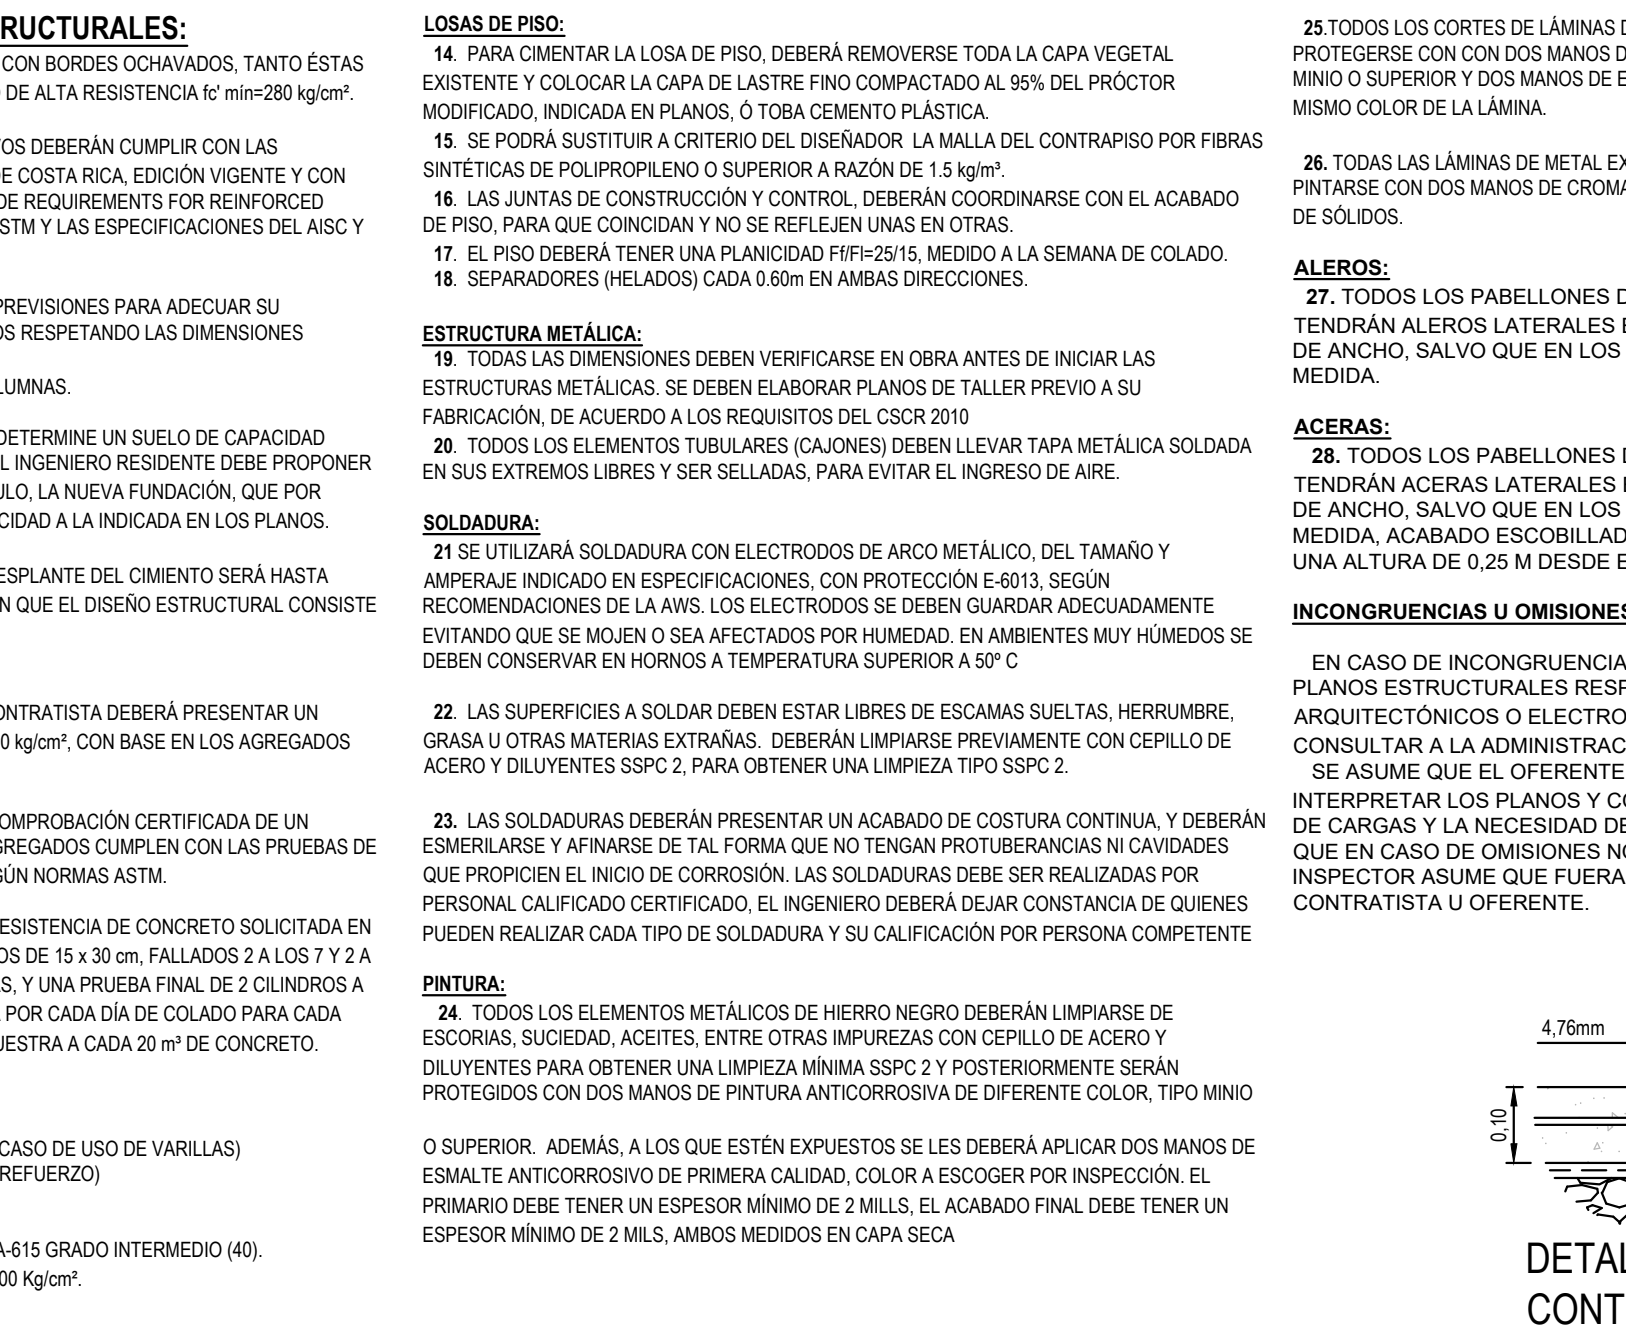 RUCTURALES:
CON BORDES OCHAVADOS, TANTO ÉSTAS
DE ALTA RESISTENCIA fc' mín=280 kg/cm².
OS DEBERÁN CUMPLIR CON LAS
E COSTA RICA, EDICIÓN VIGENTE Y CON
DE REQUIREMENTS FOR REINFORCED
STM Y LAS ESPECIFICACIONES DEL AISC Y
PREVISIONES PARA ADECUAR SU
OS RESPETANDO LAS DIMENSIONES
LUMNAS.
DETERMINE UN SUELO DE CAPACIDAD
L INGENIERO RESIDENTE DEBE PROPONER
ULO, LA NUEVA FUNDACIÓN, QUE POR
CIDAD A LA INDICADA EN LOS PLANOS.
ESPLANTE DEL CIMIENTO SERÁ HASTA
N QUE EL DISEÑO ESTRUCTURAL CONSISTE
ONTRATISTA DEBERÁ PRESENTAR UN
0 kg/cm², CON BASE EN LOS AGREGADOS
OMPROBACIÓN CERTIFICADA DE UN
GREGADOS CUMPLEN CON LAS PRUEBAS DE
GÚN NORMAS ASTM.
ESISTENCIA DE CONCRETO SOLICITADA EN
OS DE 15 x 30 cm, FALLADOS 2 A LOS 7 Y 2 A
S, Y UNA PRUEBA FINAL DE 2 CILINDROS A
POR CADA DÍA DE COLADO PARA CADA
UESTRA A CADA 20 m³ DE CONCRETO.
CASO DE USO DE VARILLAS)
REFUERZO)
A-615 GRADO INTERMEDIO (40).
00 Kg/cm².
LOSAS DE PISO:
14. PARA CIMENTAR LA LOSA DE PISO, DEBERÁ REMOVERSE TODA LA CAPA VEGETAL
EXISTENTE Y COLOCAR LA CAPA DE LASTRE FINO COMPACTADO AL 95% DEL PRÓCTOR
MODIFICADO, INDICADA EN PLANOS, Ó TOBA CEMENTO PLÁSTICA.
15. SE PODRÁ SUSTITUIR A CRITERIO DEL DISEÑADOR LA MALLA DEL CONTRAPISO POR FIBRAS
SINTÉTICAS DE POLIPROPILENO O SUPERIOR A RAZÓN DE 1.5 kg/m³.
16. LAS JUNTAS DE CONSTRUCCIÓN Y CONTROL, DEBERÁN COORDINARSE CON EL ACABADO
DE PISO, PARA QUE COINCIDAN Y NO SE REFLEJEN UNAS EN OTRAS.
17. EL PISO DEBERÁ TENER UNA PLANICIDAD Ff/Fl=25/15, MEDIDO A LA SEMANA DE COLADO.
18. SEPARADORES (HELADOS) CADA 0.60m EN AMBAS DIRECCIONES.
ESTRUCTURA METÁLICA:
19. TODAS LAS DIMENSIONES DEBEN VERIFICARSE EN OBRA ANTES DE INICIAR LAS
ESTRUCTURAS METÁLICAS. SE DEBEN ELABORAR PLANOS DE TALLER PREVIO A SU
FABRICACIÓN, DE ACUERDO A LOS REQUISITOS DEL CSCR 2010
20. TODOS LOS ELEMENTOS TUBULARES (CAJONES) DEBEN LLEVAR TAPA METÁLICA SOLDADA
EN SUS EXTREMOS LIBRES Y SER SELLADAS, PARA EVITAR EL INGRESO DE AIRE.
SOLDADURA:
21 SE UTILIZARÁ SOLDADURA CON ELECTRODOS DE ARCO METÁLICO, DEL TAMAÑO Y
AMPERAJE INDICADO EN ESPECIFICACIONES, CON PROTECCIÓN E-6013, SEGÚN
RECOMENDACIONES DE LA AWS. LOS ELECTRODOS SE DEBEN GUARDAR ADECUADAMENTE
EVITANDO QUE SE MOJEN O SEA AFECTADOS POR HUMEDAD. EN AMBIENTES MUY HÚMEDOS SE
DEBEN CONSERVAR EN HORNOS A TEMPERATURA SUPERIOR A 50º C
22. LAS SUPERFICIES A SOLDAR DEBEN ESTAR LIBRES DE ESCAMAS SUELTAS, HERRUMBRE,
GRASA U OTRAS MATERIAS EXTRAÑAS. DEBERÁN LIMPIARSE PREVIAMENTE CON CEPILLO DE
ACERO Y DILUYENTES SSPC 2, PARA OBTENER UNA LIMPIEZA TIPO SSPC 2.
23. LAS SOLDADURAS DEBERÁN PRESENTAR UN ACABADO DE COSTURA CONTINUA, Y DEBERÁN
ESMERILARSE Y AFINARSE DE TAL FORMA QUE NO TENGAN PROTUBERANCIAS NI CAVIDADES
QUE PROPICIEN EL INICIO DE CORROSIÓN. LAS SOLDADURAS DEBE SER REALIZADAS POR
PERSONAL CALIFICADO CERTIFICADO, EL INGENIERO DEBERÁ DEJAR CONSTANCIA DE QUIENES
PUEDEN REALIZAR CADA TIPO DE SOLDADURA Y SU CALIFICACIÓN POR PERSONA COMPETENTE
PINTURA:
24. TODOS LOS ELEMENTOS METÁLICOS DE HIERRO NEGRO DEBERÁN LIMPIARSE DE
ESCORIAS, SUCIEDAD, ACEITES, ENTRE OTRAS IMPUREZAS CON CEPILLO DE ACERO Y
DILUYENTES PARA OBTENER UNA LIMPIEZA MÍNIMA SSPC 2 Y POSTERIORMENTE SERÁN
PROTEGIDOS CON DOS MANOS DE PINTURA ANTICORROSIVA DE DIFERENTE COLOR, TIPO MINIO
O SUPERIOR. ADEMÁS, A LOS QUE ESTÉN EXPUESTOS SE LES DEBERÁ APLICAR DOS MANOS DE
ESMALTE ANTICORROSIVO DE PRIMERA CALIDAD, COLOR A ESCOGER POR INSPECCIÓN. EL
PRIMARIO DEBE TENER UN ESPESOR MÍNIMO DE 2 MILLS, EL ACABADO FINAL DEBE TENER UN
ESPESOR MÍNIMO DE 2 MILS, AMBOS MEDIDOS EN CAPA SECA
25.TODOS LOS CORTES DE LÁMINAS D
PROTEGERSE CON CON DOS MANOS D
MINIO O SUPERIOR Y DOS MANOS DE E
MISMO COLOR DE LA LÁMINA.
26. TODAS LAS LÁMINAS DE METAL EX
PINTARSE CON DOS MANOS DE CROMA
DE SÓLIDOS.
ALEROS:
27. TODOS LOS PABELLONES D
TENDRÁN ALEROS LATERALES E
DE ANCHO, SALVO QUE EN LOS
MEDIDA.
ACERAS:
28. TODOS LOS PABELLONES D
TENDRÁN ACERAS LATERALES
DE ANCHO, SALVO QUE EN LOS
MEDIDA, ACABADO ESCOBILLAD
UNA ALTURA DE 0,25 M DESDE E
INCONGRUENCIAS U OMISIONES
EN CASO DE INCONGRUENCIA
PLANOS ESTRUCTURALES RESP
ARQUITECTÓNICOS O ELECTRO
CONSULTAR A LA ADMINISTRAC
SE ASUME QUE EL OFERENTE
INTERPRETAR LOS PLANOS Y CO
DE CARGAS Y LA NECESIDAD DE
QUE EN CASO DE OMISIONES NO
INSPECTOR ASUME QUE FUERA
CONTRATISTA U OFERENTE.
4,76mm
0,10
DETAL
CONT